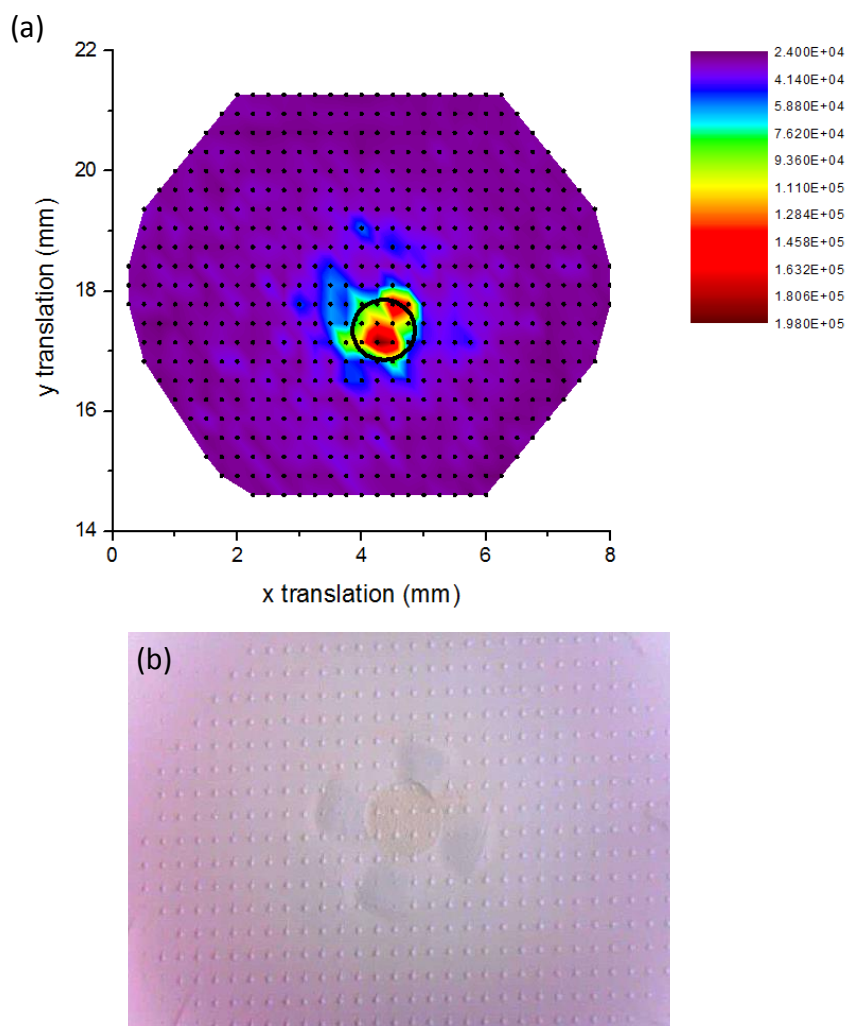 (a)
22
20
18
16
14
y translation (mm)
0 2 4 6 8
x translation (mm)
2.400E+04
4.140E+04
5.880E+04
7.620E+04
9.360E+04
1.110E+05
1.284E+05
1.458E+05
1.632E+05
1.806E+05
1.980E+05
(b)